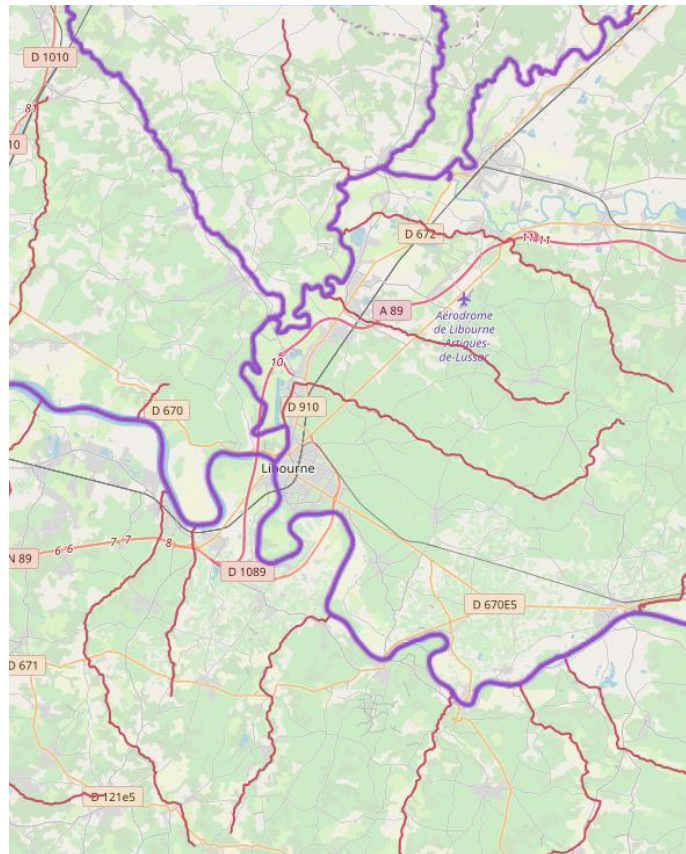 D 1010
81
10
D 672
11 11
A 89
Aérodrome
de Libourne
- Artigues-
de-Lussac
10
D 670
D 910
Libourne
N 89
6 6
7 7
8
D 1089
D 670E5
D 671
D 121e5